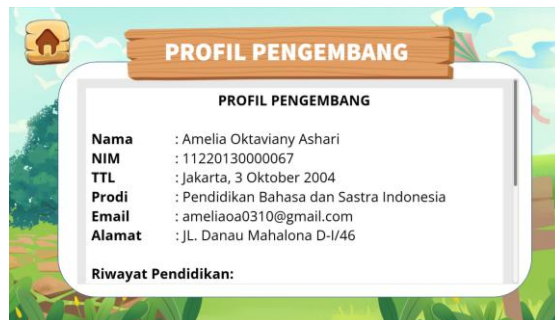 PROFIL PENGEMBANG
PROFIL PENGEMBANG
Nama : Amelia Oktaviany Ashari
NIM : 11220130000067
TTL : Jakarta, 3 Oktober 2004
Prodi : Pendidikan Bahasa dan Sastra Indonesia
Email : ameliaoa0310@gmail.com
Alamat : JL. Danau Mahalona D-I/46
Riwayat Pendidikan: